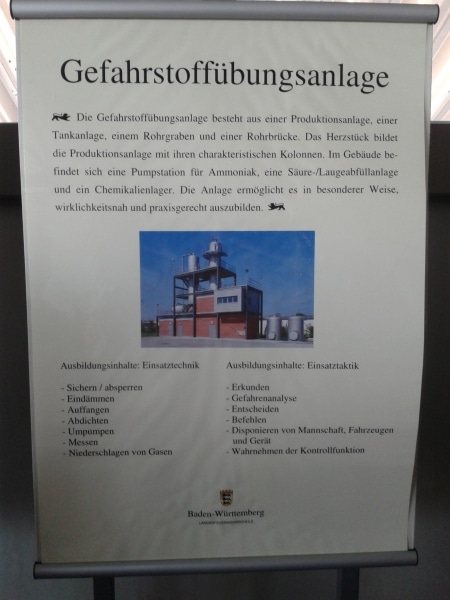 Gefahrstoffübungsanlage
Die Gefahrstoffübungsanlage besteht aus einer Produktionsanlage, einer
Tankanlage, einem Rohrgraben und einer Rohrbrücke. Das Herzstück bildet
die Produktionsanlage mit ihren charakteristischen Kolonnen. Im Gebäude be-
findet sich eine Pumpstation für Ammoniak, eine Säure-/Laugeabfüllanlage
und ein Chemikalienlager. Die Anlage ermöglicht es in besonderer Weise,
wirklichkeitsnah und praxisgerecht auszubilden.
Ausbildungsinhalte: Einsatztechnik
- Sichern / absperren
- Eindämmen
- Auffangen
- Abdichten
- Umpumpen
- Messen
- Niederschlagen von Gasen
Ausbildungsinhalte: Einsatztaktik
- Erkunden
- Gefahrenanalyse
- Entscheiden
- Befehlen
- Disponieren von Mannschaft, Fahrzeugen
und Gerät
- Wahrnehmen der Kontrollfunktion
Baden-Württemberg
LANDESFEUERWEHRSCHULE